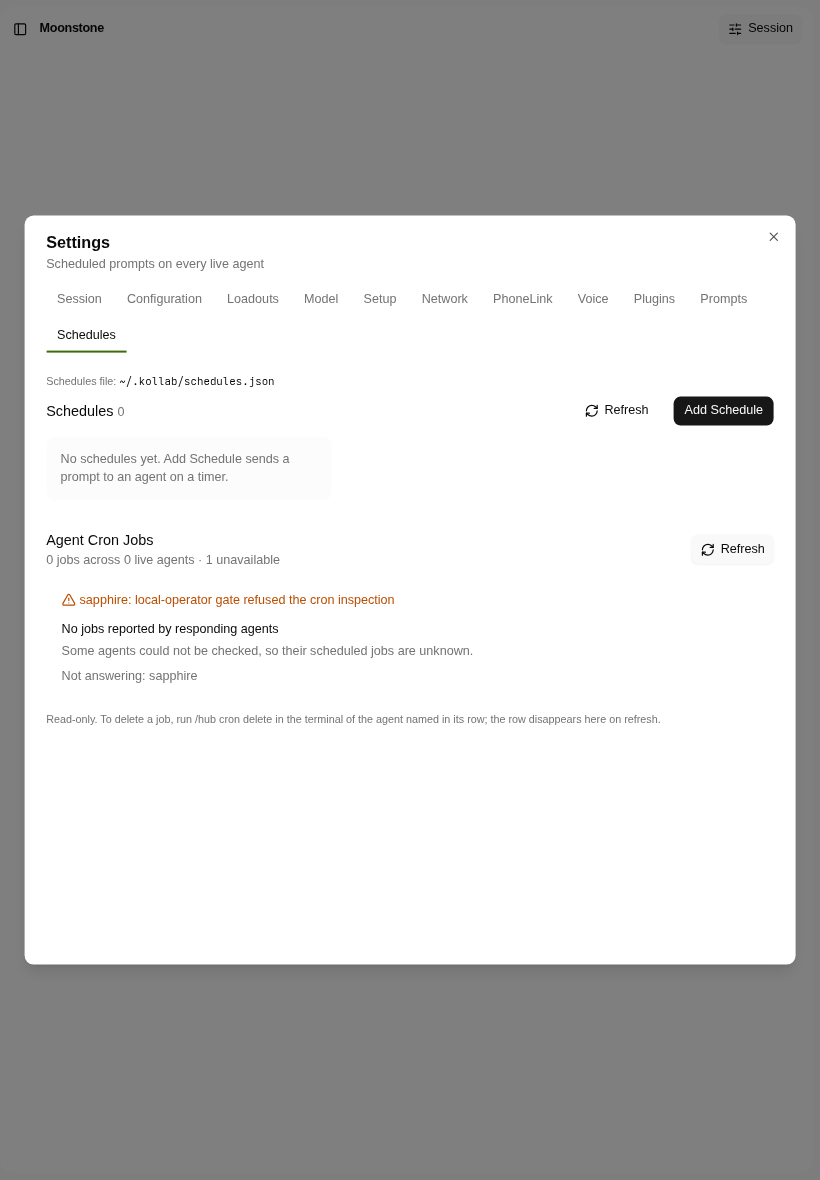 Moonstone
Session
Settings
Scheduled prompts on every live agent
Session Configuration Loadouts Model Setup Network PhoneLink Voice Plugins Prompts
Schedules
Schedules file: ~/.kollab/schedules.json
Schedules 0
Refresh
Add Schedule
No schedules yet. Add Schedule sends a
prompt to an agent on a timer.
Agent Cron Jobs
0 jobs across 0 live agents · 1 unavailable
Refresh
sapphire: local-operator gate refused the cron inspection
No jobs reported by responding agents
Some agents could not be checked, so their scheduled jobs are unknown.
Not answering: sapphire
Read-only. To delete a job, run /hub cron delete in the terminal of the agent named in its row; the row disappears here on refresh.